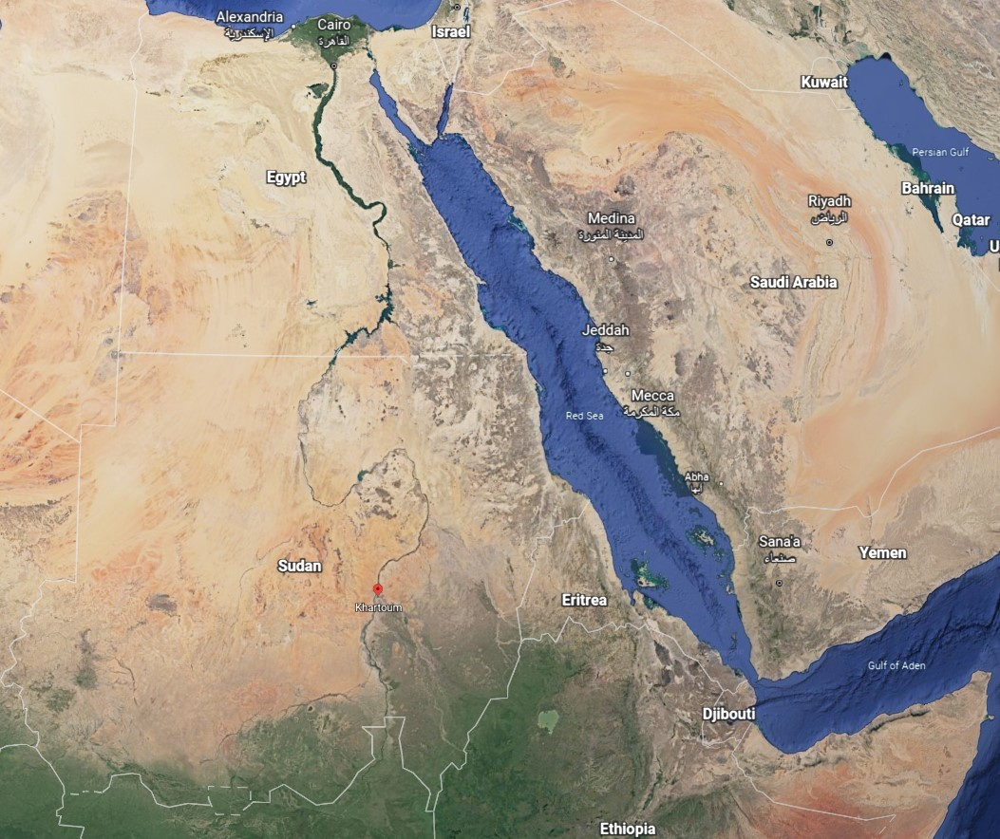 Alexandria
الإسكندرية
Cairo
القاهرة
Israel
Kuwait
Persian Gulf
Egypt
Bahrain
Riyadh
الرياض
Medina
المدينة المنورة
Qatar
U
Saudi Arabia
Jeddah
جدة
Mecca
مكة المكرمة
Red Sea
Abha
أبها
Sana'a
صنعاء
Yemen
Sudan
Khartoum
Eritrea
Gulf of Aden
Djibouti
Ethiopia